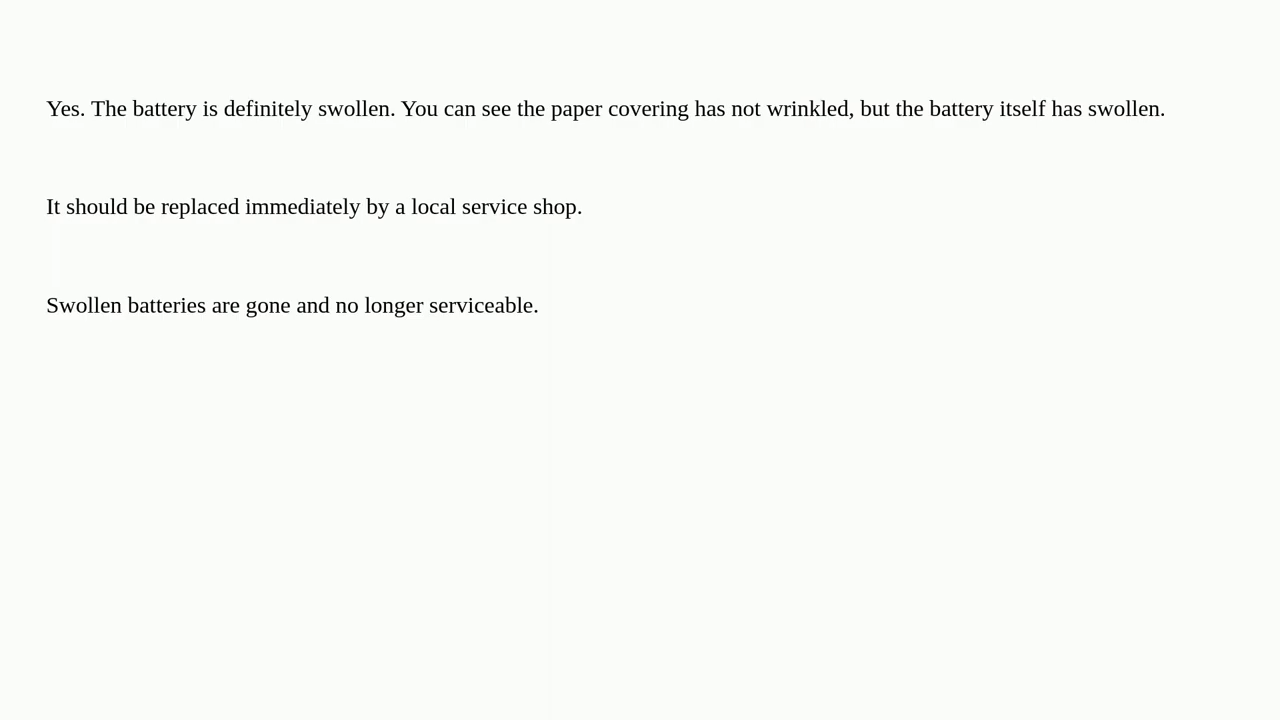 Yes. The battery is definitely swollen. You can see the paper covering has not wrinkled, but the battery itself has swollen.
It should be replaced immediately by a local service shop.
Swollen batteries are gone and no longer serviceable.